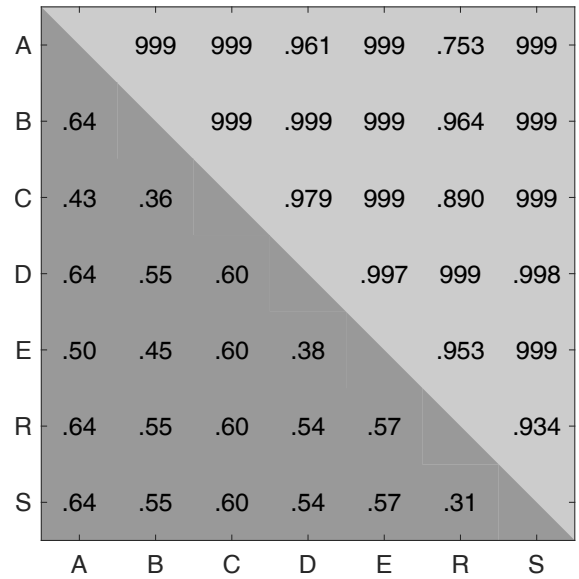 A 999 999 .961 999 .753 999
B .64 999 .999 999 .964 999
C .43 .36 .979 999 .890 999
D .64 .55 .60 .997 999 .998
E .50 .45 .60 .38 .953 999
R .64 .55 .60 .54 .57 .934
S .64 .55 .60 .54 .57 .31
A B C D E R S